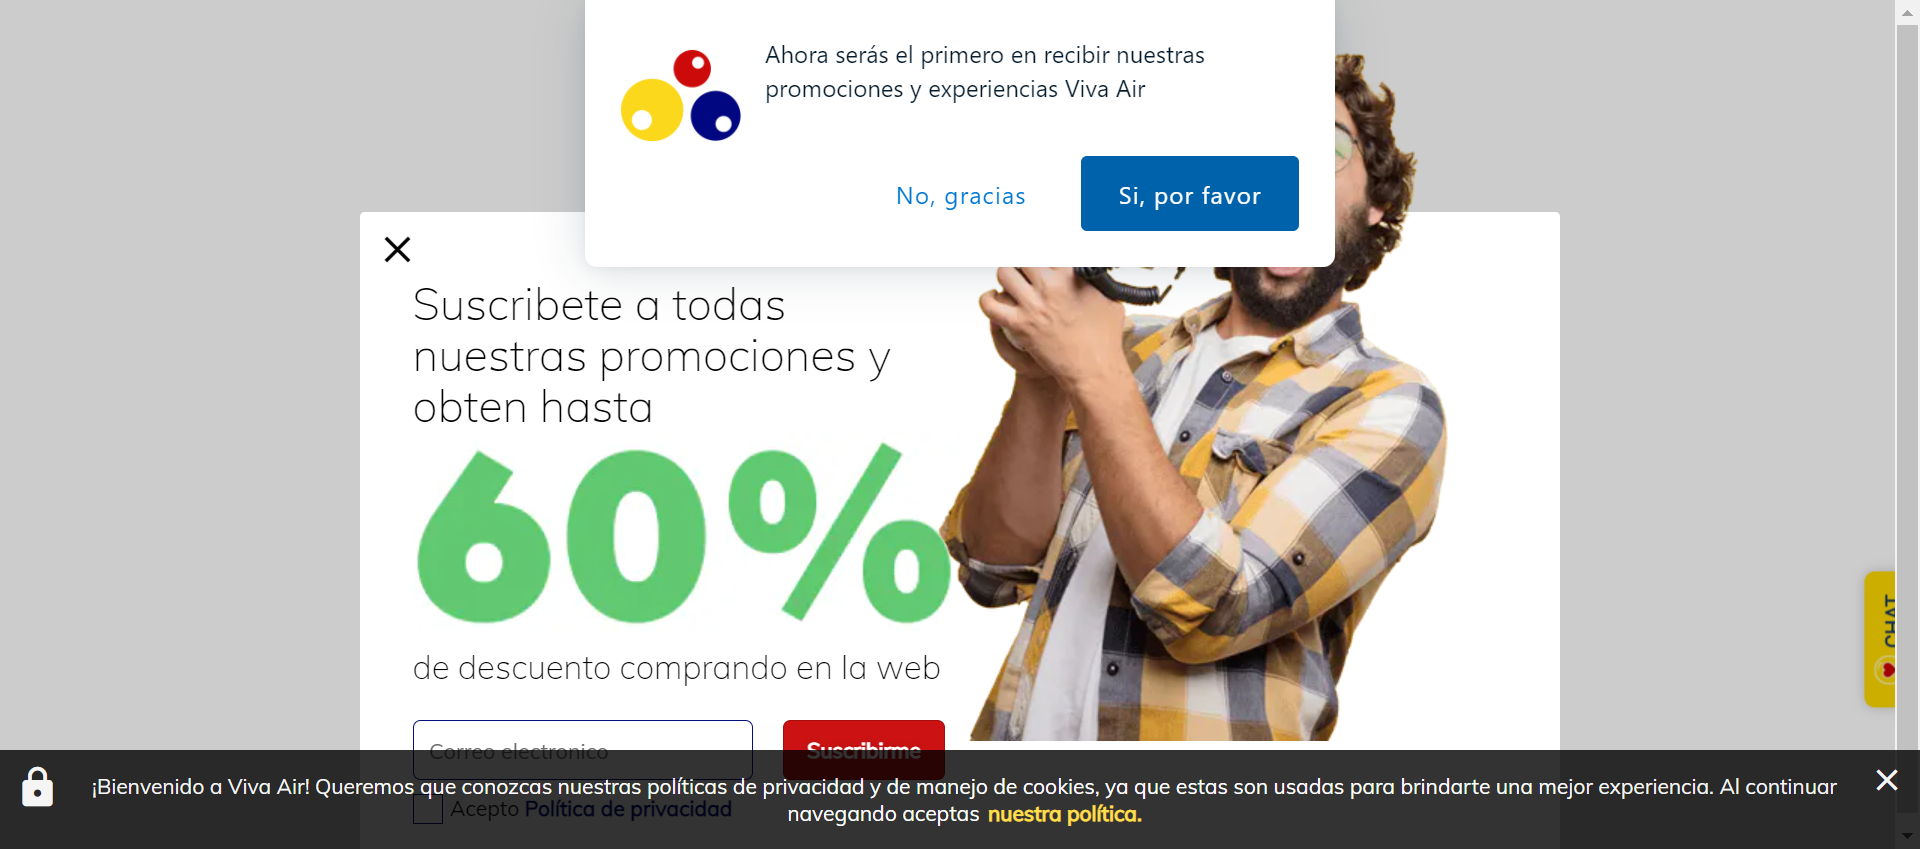 Ahora serás el primero en recibir nuestras
promociones y experiencias Viva Air
No, gracias
Si, por favor
Suscribete a todas
nuestras promociones y
obten hasta
60%
de descuento comprando en la web
Correo electronico
Suscribirme
Acepto Política de privacidad
¡Bienvenido a Viva Air! Queremos que conozcas nuestras políticas de privacidad y de manejo de cookies, ya que estas son usadas para brindarte una mejor experiencia. Al continuar
navegando aceptas nuestra política.
CHAT